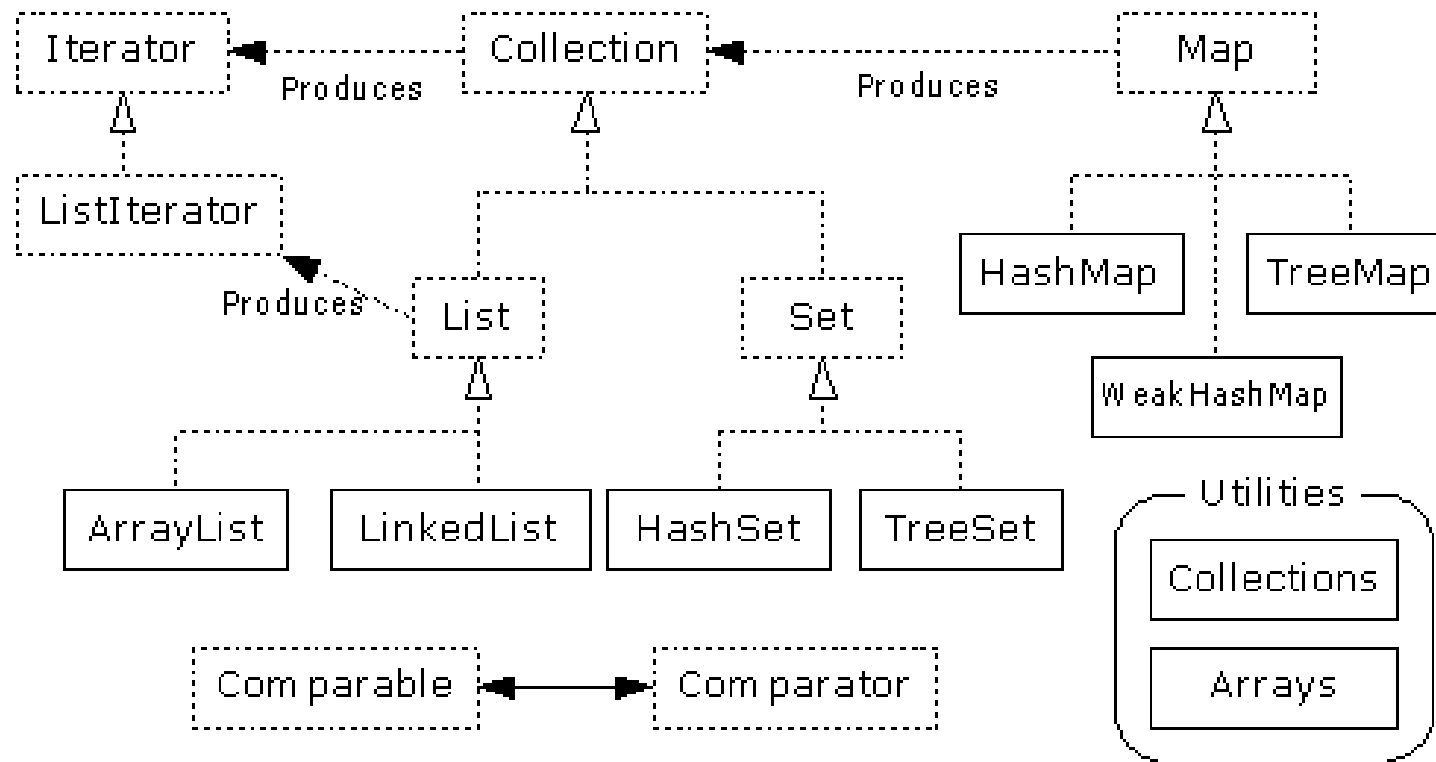 Iterator
Collection
Map
Produces
Produces
ListIterator
HashMap
TreeMap
Produces
List
Set
WeakHashMap
Utilities
ArrayList
LinkedList
HashSet
TreeSet
Collections
Comparable
Comparator
Arrays